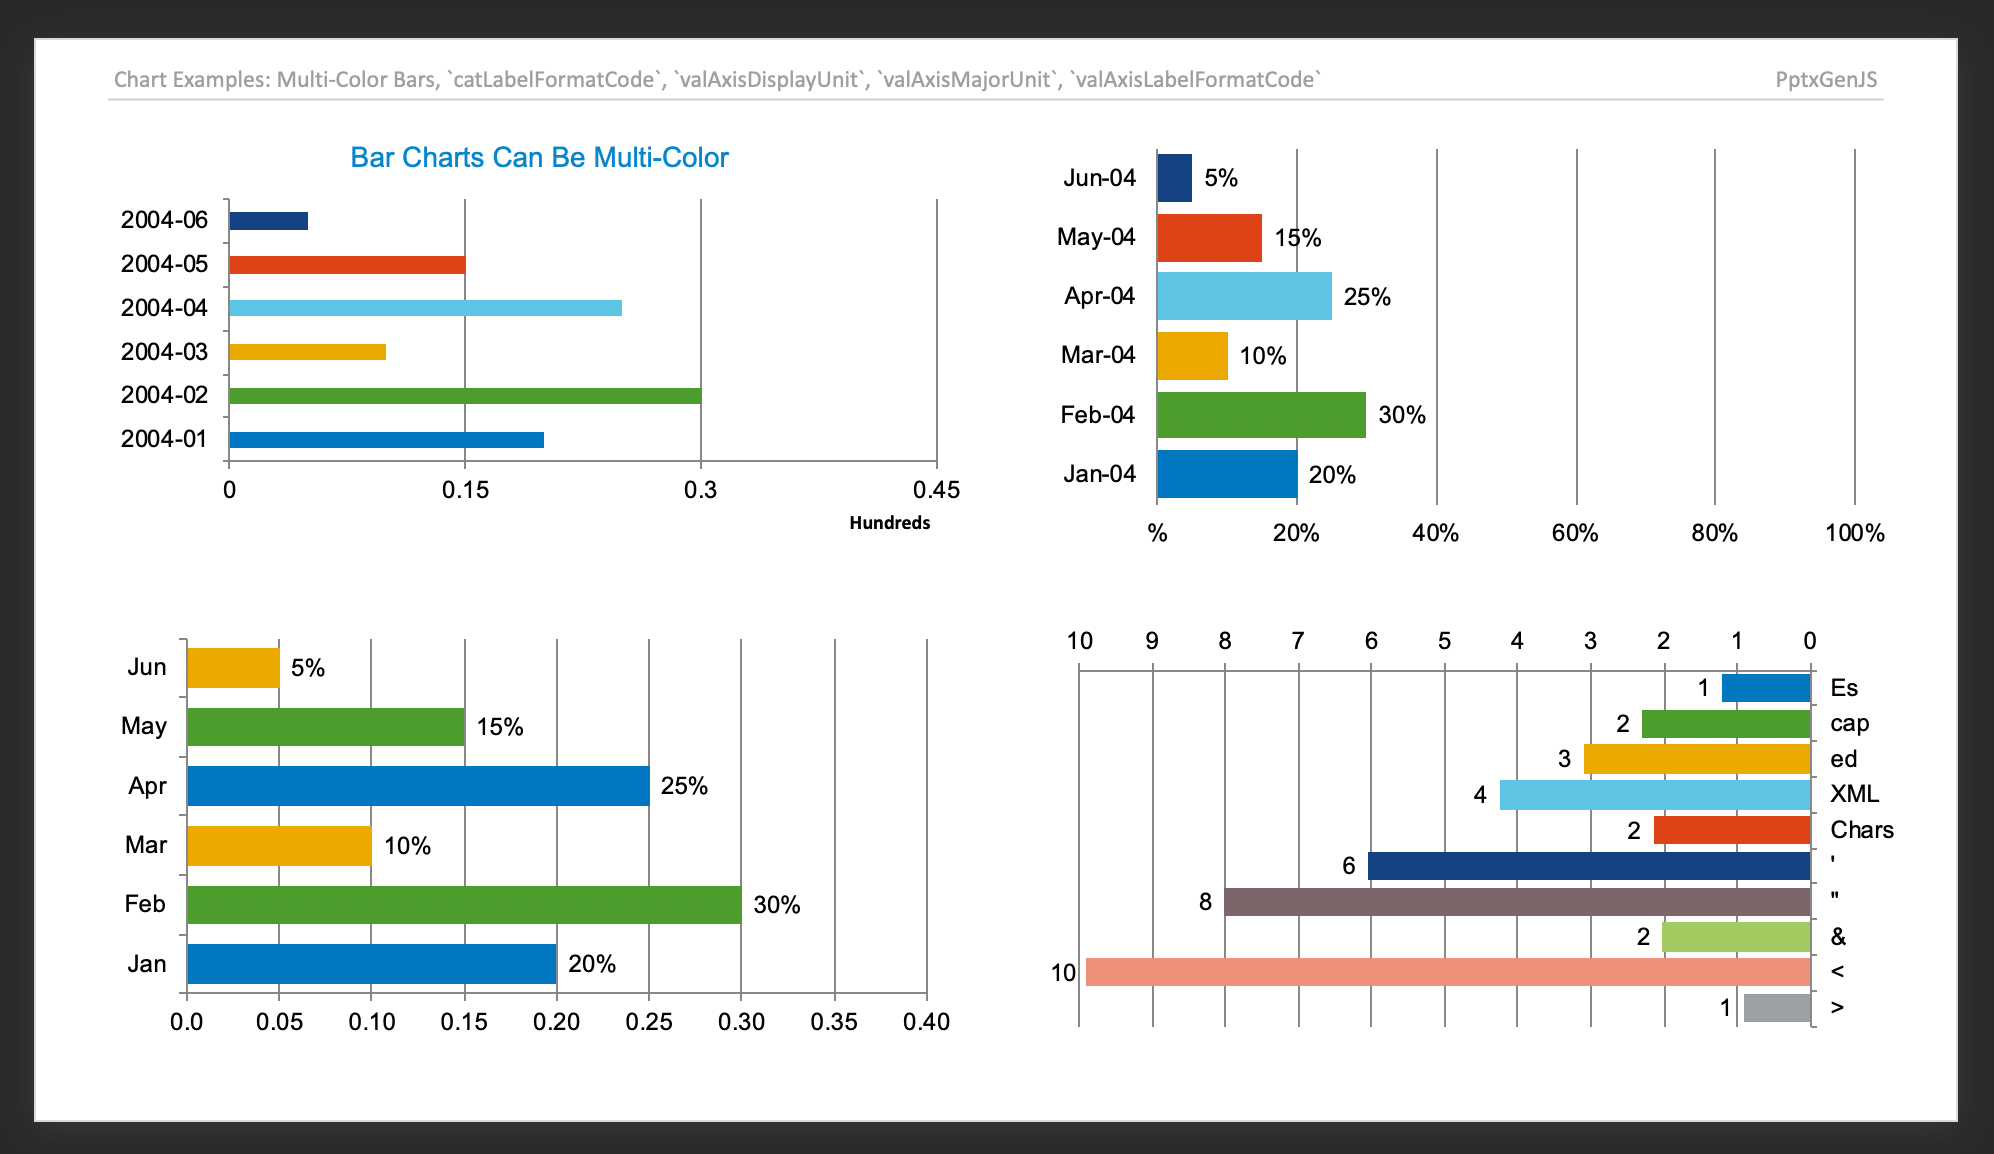 Chart Examples: Multi-Color Bars, `catLabelFormatCode`, `valAxisDisplayUnit`, `valAxisMajorUnit`, `valAxisLabelFormatCode`
PptxGenJS
Bar Charts Can Be Multi-Color
2004-06
2004-05
2004-04
2004-03
2004-02
2004-01
0 0.15 0.3 0.45
Hundreds
Jun-04 5%
May-04 15%
Apr-04 25%
Mar-04 10%
Feb-04 30%
Jan-04 20%
% 20% 40% 60% 80% 100%
Jun 5%
May 15%
Apr 25%
Mar 10%
Feb 30%
Jan 20%
0.0 0.05 0.10 0.15 0.20 0.25 0.30 0.35 0.40
10 9 8 7 6 5 4 3 2 1 0
1 Es
2 cap
3 ed
4 XML
2 Chars
6 '
8 "
2 &
10 <
1 >